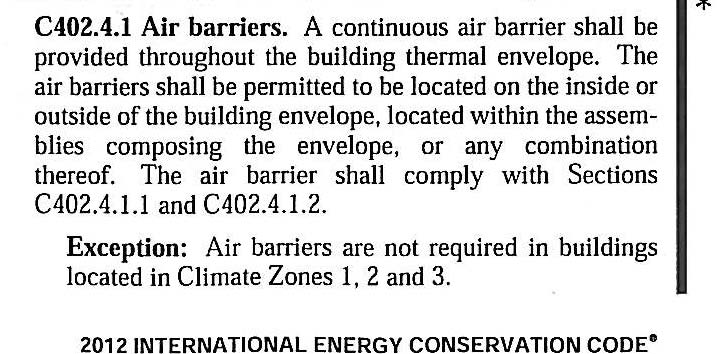 C402.4.1 Air barriers. A continuous air barrier shall be
provided throughout the building thermal envelope. The
air barriers shall be permitted to be located on the inside or
outside of the building envelope, located within the assem-
blies composing the envelope, or any combination
thereof. The air barrier shall comply with Sections
C402.4.1.1 and C402.4.1.2.
Exception: Air barriers are not required in buildings
located in Climate Zones 1, 2 and 3.
2012 INTERNATIONAL ENERGY CONSERVATION CODE®